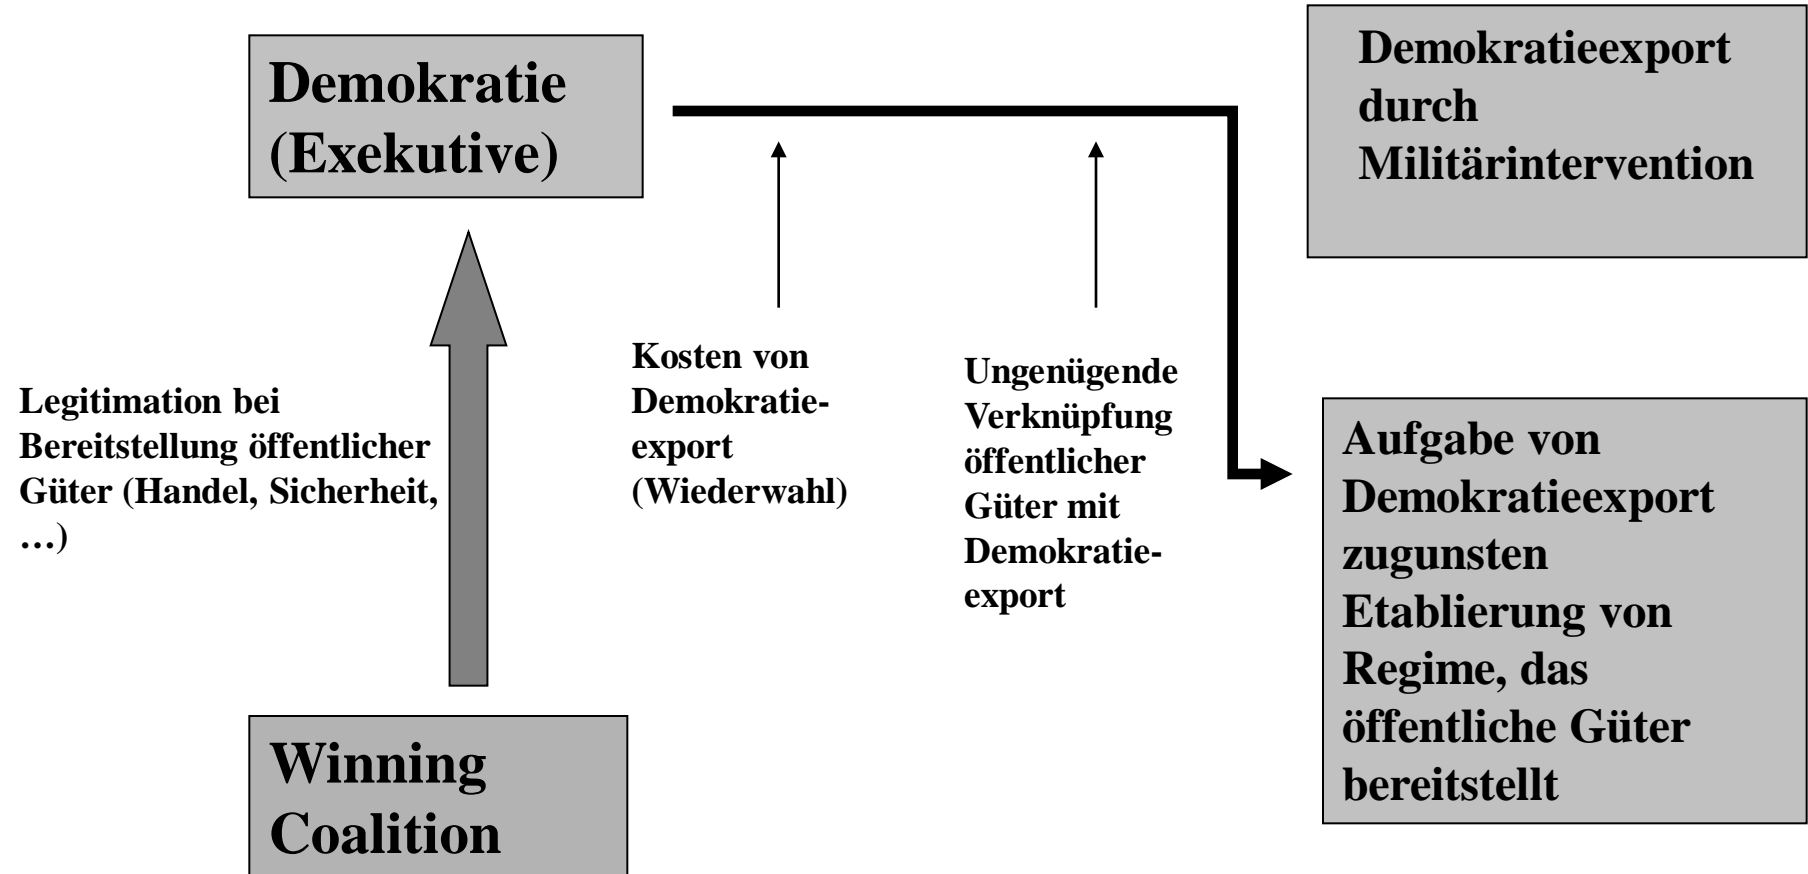 Demokratie
(Exekutive)
Demokratieexport
durch
Militärintervention
Legitimation bei
Bereitstellung öffentlicher
Güter (Handel, Sicherheit,
…)
Kosten von
Demokratie-
export
(Wiederwahl)
Ungenügende
Verknüpfung
öffentlicher
Güter mit
Demokratie-
export
Aufgabe von
Demokratieexport
zugunsten
Etablierung von
Regime, das
öffentliche Güter
bereitstellt
Winning
Coalition